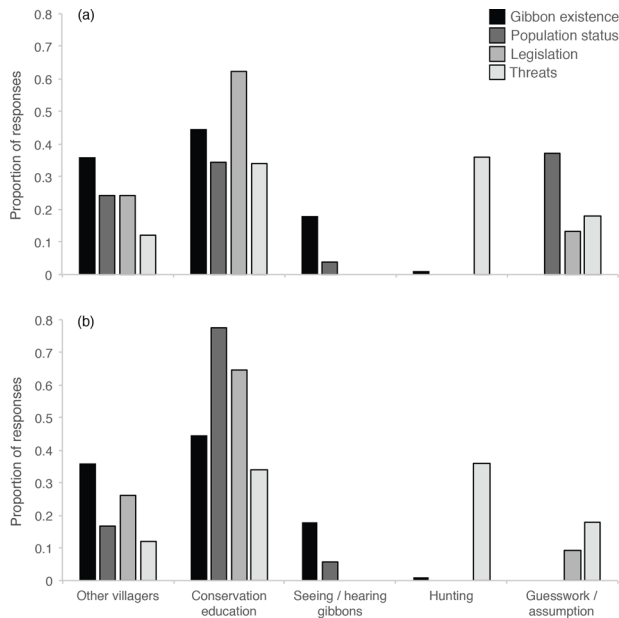 (a)
Gibbon existence
Population status
Legislation
Threats
Proportion of responses
0.8
0.7
0.6
0.5
0.4
0.3
0.2
0.1
0
(b)
Proportion of responses
0.8
0.7
0.6
0.5
0.4
0.3
0.2
0.1
0
Other villagers
Conservation
education
Seeing / hearing
gibbons
Hunting
Guesswork /
assumption